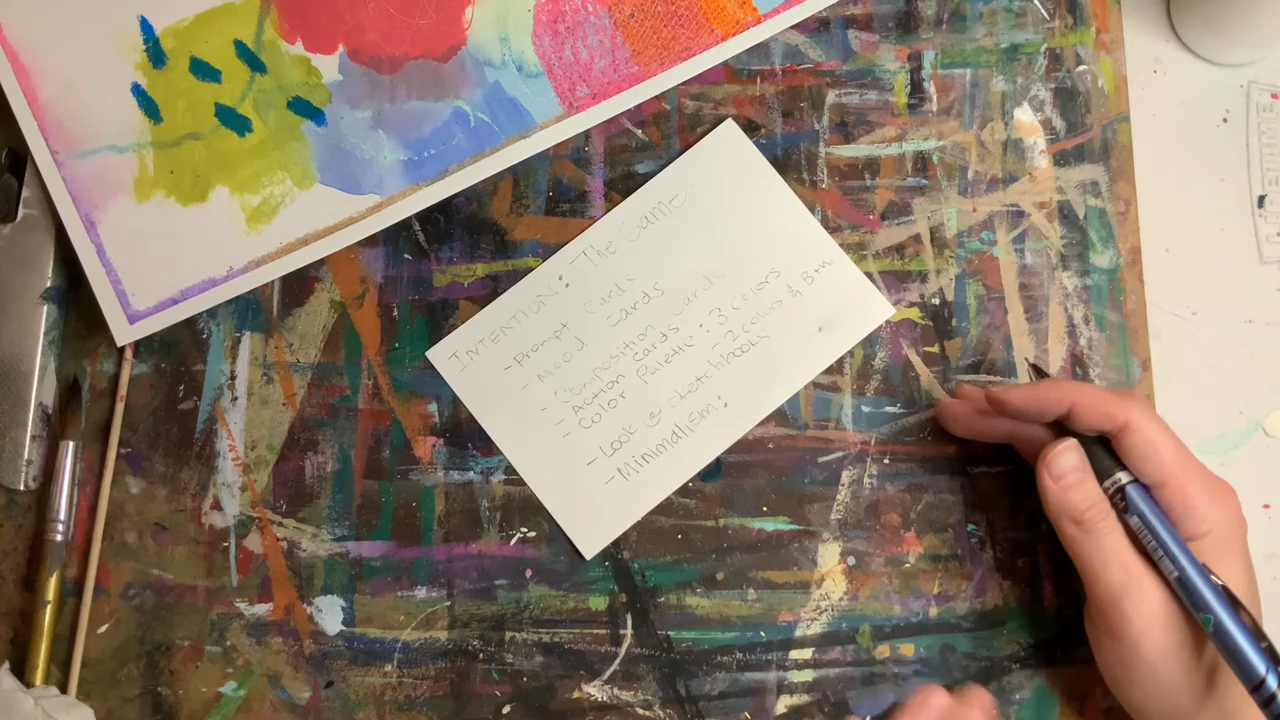 INTENTION: The Game
- Prompt Cards
- Mood Cards
- Composition Cards
- Action Cards
- Color Palette: 3 Colors
- 2 colors & B+W
- Look @ sketchbooks
- Minimalism: